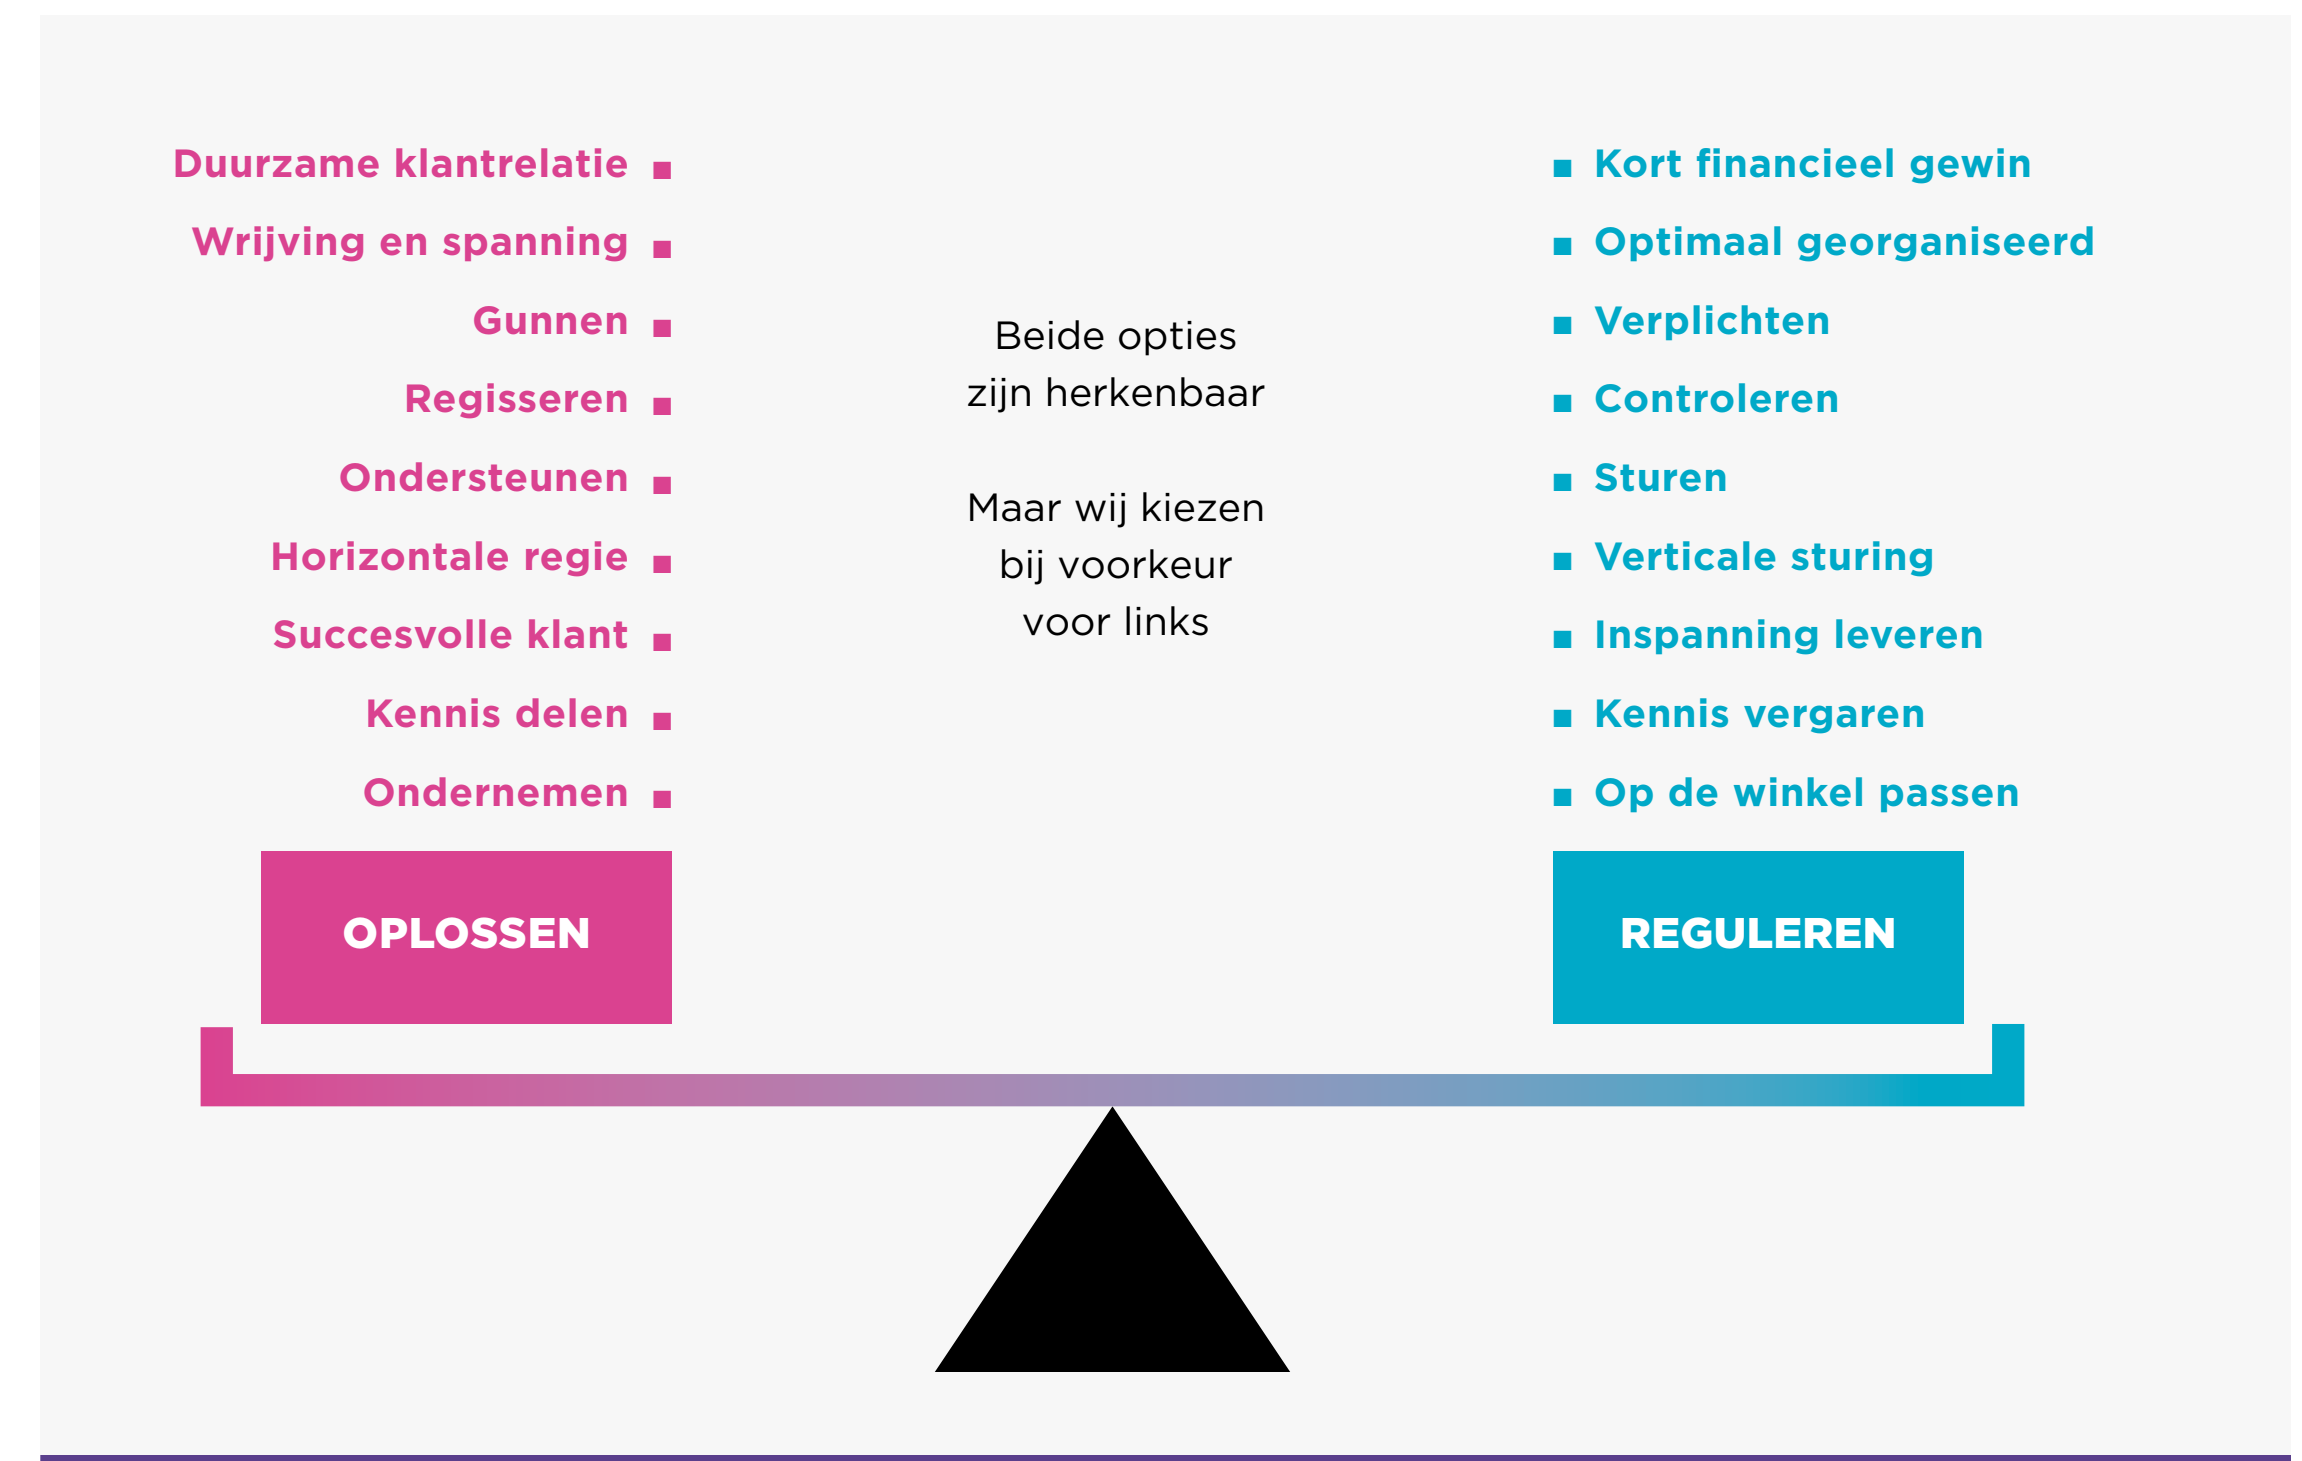 Duurzame klantrelatie
Wrijving en spanning
Gunnen
Regisseren
Ondersteunen
Horizontale regie
Succesvolle klant
Kennis delen
Ondernemen
OPLOSSEN
Beide opties
zijn herkenbaar
Maar wij kiezen
bij voorkeur
voor links
Kort financieel gewin
Optimaal georganiseerd
Verplichten
Controleren
Sturen
Verticale sturing
Inspanning leveren
Kennis vergaren
Op de winkel passen
REGULEREN